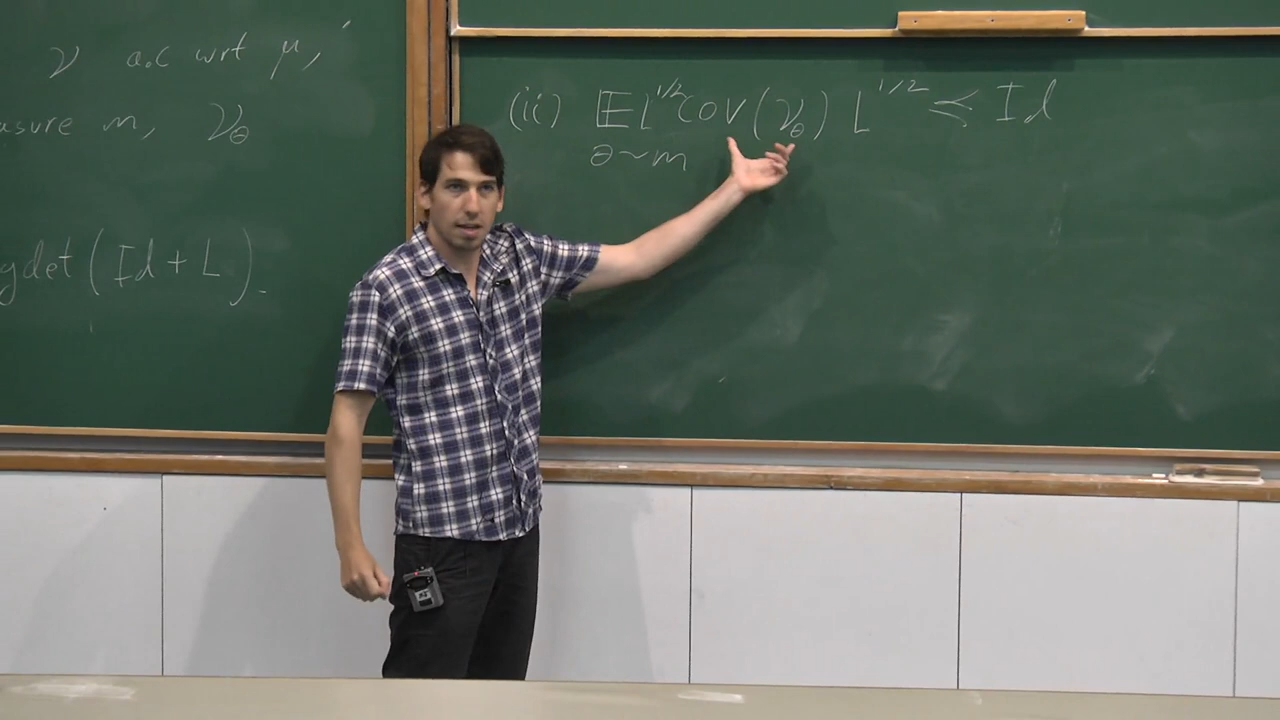 ν a.c wrt μ,
asure m, ν_θ
gdet(Id + L).
(ii) 𝔼 L^{1/2} Cov(ν_θ) L^{1/2} ≼ Id
θ~m